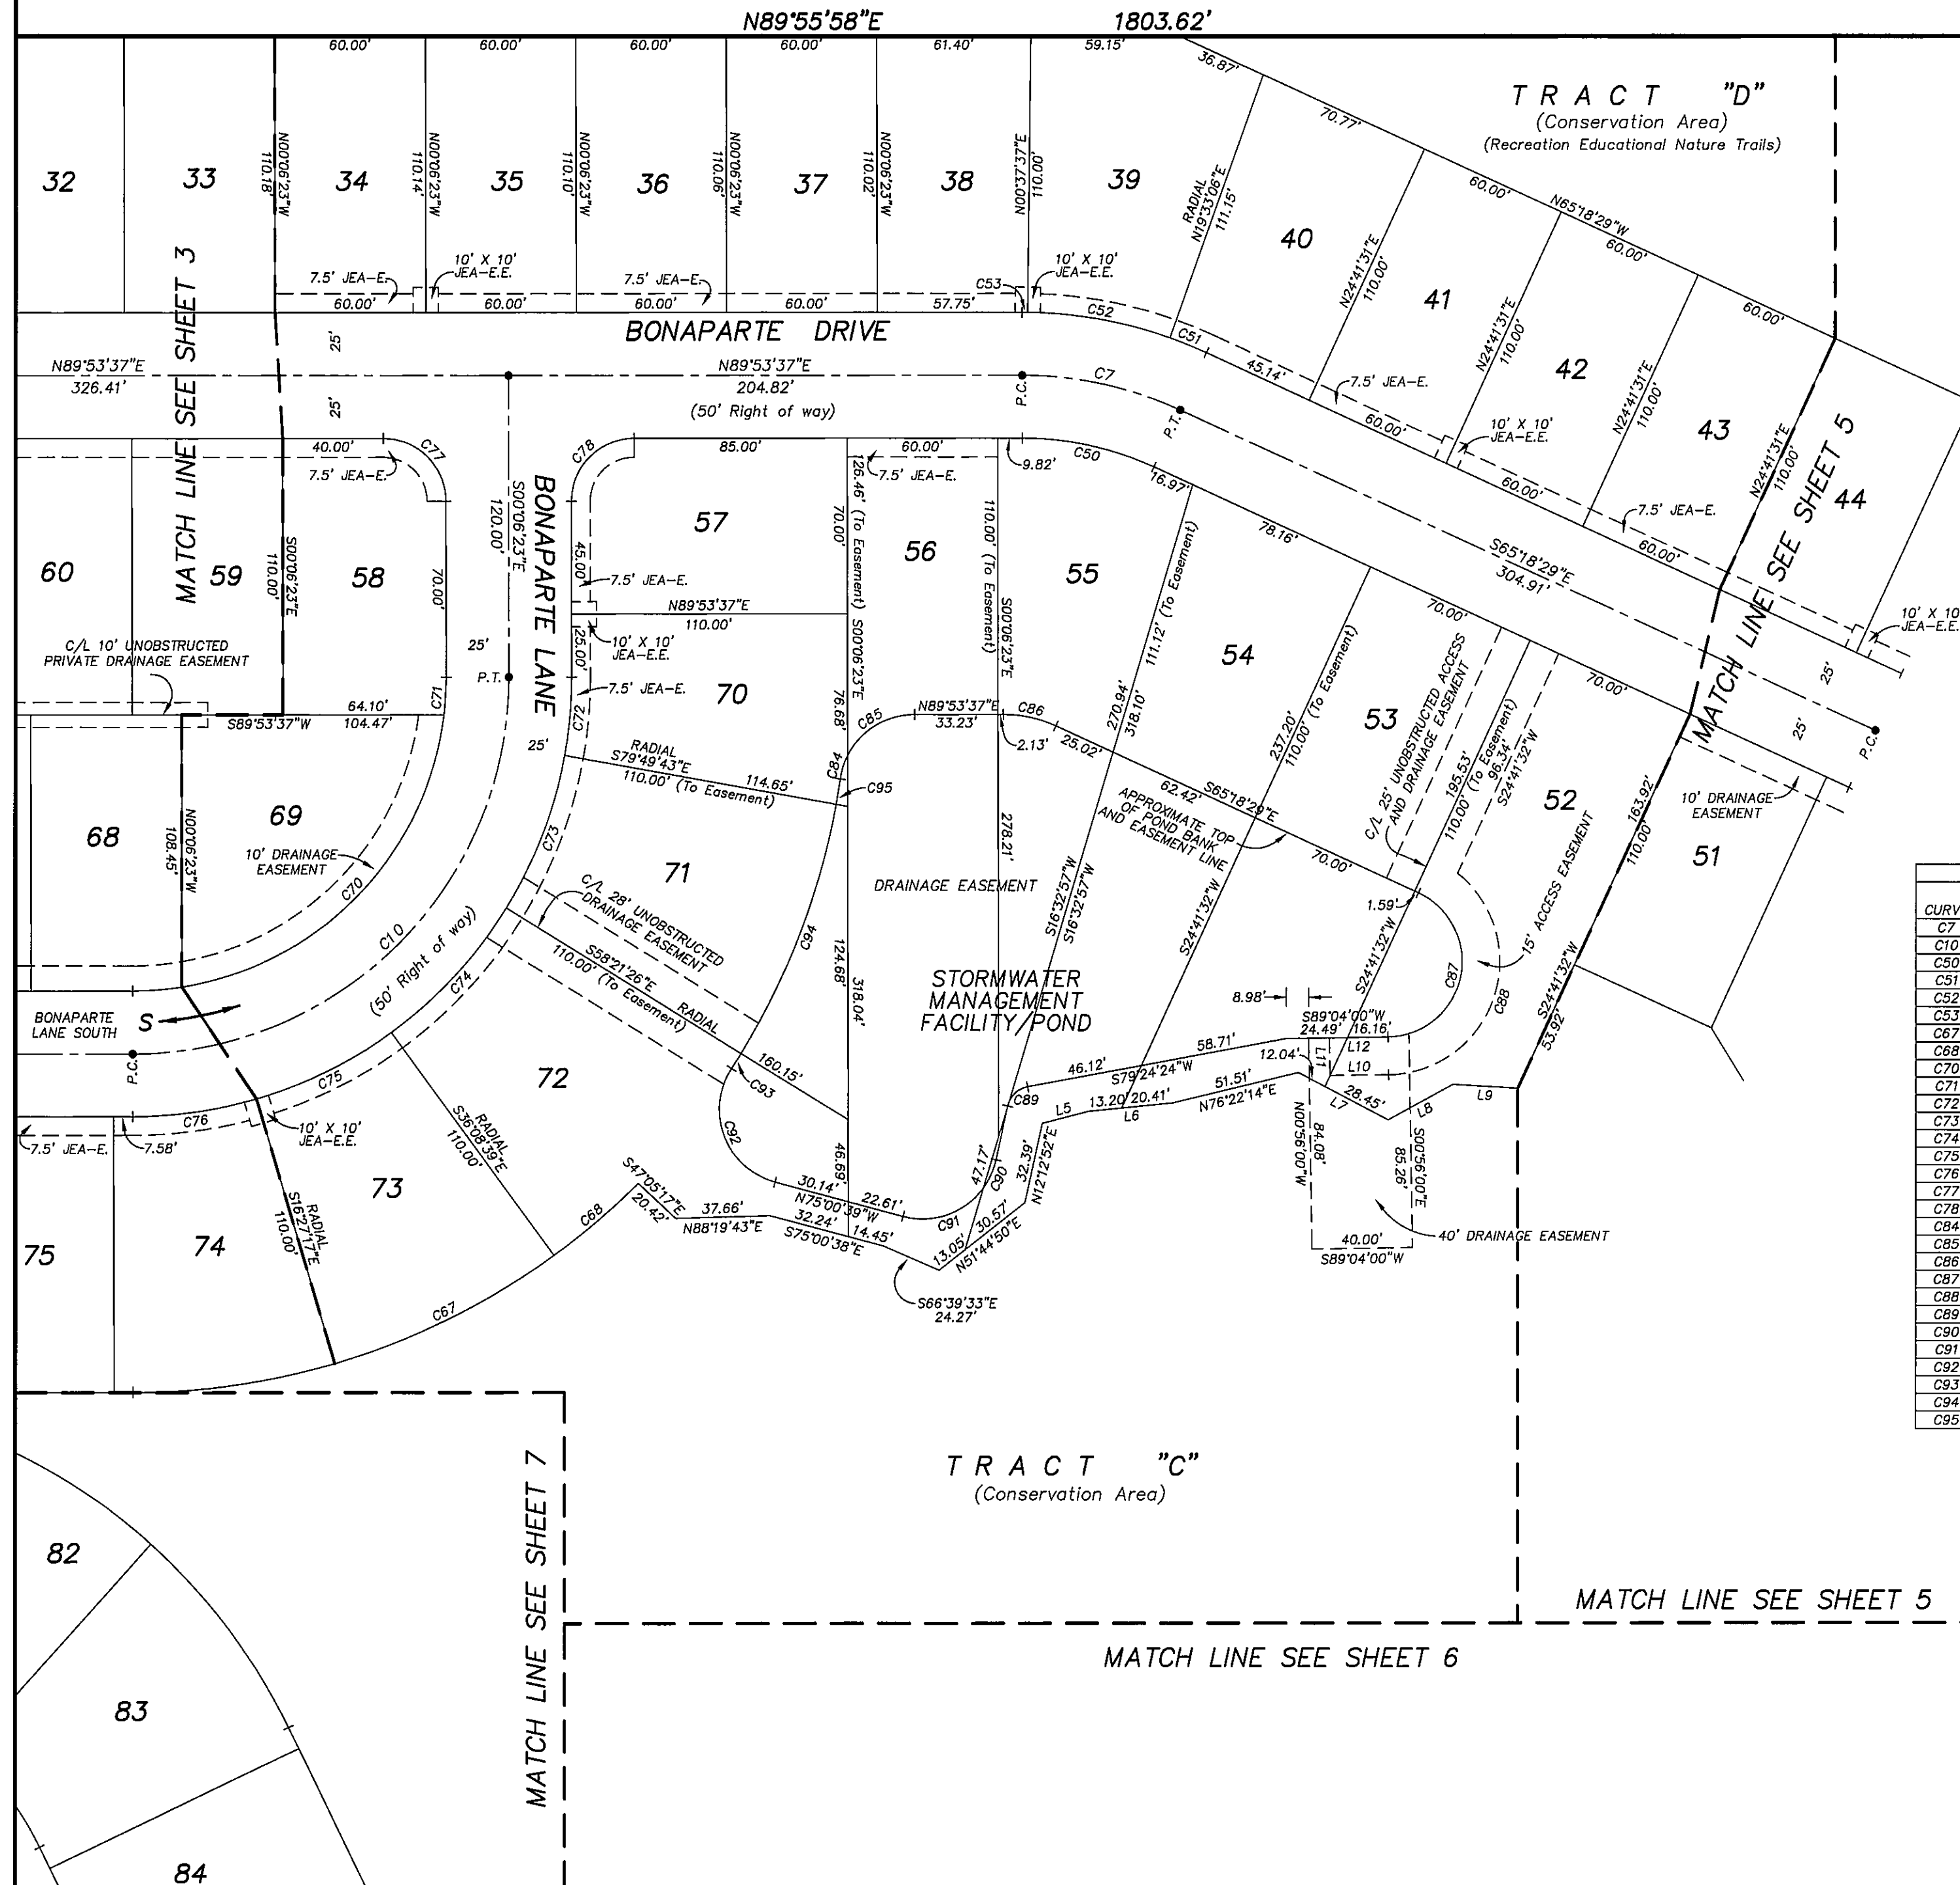 N89°55'58"E 1803.62'
60.00' 60.00' 60.00' 60.00' 61.40' 59.15'
36.87'
70.77'
60.00'
N65°18'29"W
60.00'
60.00'
TRACT "D"
(Conservation Area)
(Recreation Educational Nature Trails)
32 33 34 35 36 37 38 39
40
41
42
43
44
N00°06'23"W
110.18'
N00°06'23"W
110.14'
N00°06'23"W
110.10'
N00°06'23"W
110.06'
N00°06'23"W
110.02'
N00°37'37"E
110.00'
RADIAL
N19°33'06"E
111.15'
N24°41'31"E
110.00'
N24°41'31"E
110.00'
N24°41'31"E
110.00'
N24°41'31"E
110.00'
MATCH LINE SEE SHEET 3
7.5' JEA-E.
10' X 10'
JEA-E.E.
7.5' JEA-E.
C53
10' X 10'
JEA-E.E.
60.00' 60.00' 60.00' 60.00' 57.75'
C52
C51
45.14'
7.5' JEA-E.
60.00'
10' X 10'
JEA-E.E.
60.00'
7.5' JEA-E.
60.00'
10' X 10'
JEA-E.E.
BONAPARTE DRIVE
25'
25'
N89°53'37"E
326.41'
N89°53'37"E
204.82'
(50' Right of way)
P.C.
C7
P.T.
S65°18'29"E
304.91'
25'
25'
P.C.
MATCH LINE SEE SHEET 5
40.00'
C77
7.5' JEA-E.
C78
85.00'
60.00'
7.5' JEA-E.
9.82'
C50
16.97'
78.16'
70.00'
70.00'
60 59 58
57
56
55
54
53
52
51
S00°06'23"E
110.00'
70.00'
S00°06'23"E
120.00'
BONAPARTE LANE
45.00'
7.5' JEA-E.
N89°53'37"E
110.00'
10' X 10'
JEA-E.E.
25.00'
7.5' JEA-E.
25'
25'
P.T.
126.46' (To Easement) S00°06'23"E
70.00'
76.68'
110.00' (To Easement)
S00°06'23"E
111.12' (To Easement)
270.94'
318.10'
237.20'
110.00' (To Easement)
C/L 25' UNOBSTRUCTED ACCESS
AND DRAINAGE EASEMENT
195.53'
110.00' (To Easement)
96.34'
S24°41'32"W
163.92'
110.00'
10' DRAINAGE
EASEMENT
C/L 10' UNOBSTRUCTED
PRIVATE DRAINAGE EASEMENT
64.10'
S89°53'37"W 104.47'
C71
C72
70
RADIAL
S79°49'43"E
114.65'
110.00' (To Easement)
C84
C85
C95
N89°53'37"E
33.23'
C86
2.13'
25.02'
62.42'
S65°18'29"E
APPROXIMATE TOP
OF POND BANK
AND EASEMENT LINE
70.00'
1.59'
68 69
N00°06'23"W
108.45'
10' DRAINAGE
EASEMENT
C70
C73
71
C/L 28' UNOBSTRUCTED
DRAINAGE EASEMENT
S58°21'26"E
RADIAL
110.00' (To Easement)
160.15'
C94
124.68'
318.04'
278.21'
DRAINAGE EASEMENT
STORMWATER
MANAGEMENT
FACILITY/POND
S16°32'57"W
S16°32'57"W
S24°41'32"W
S24°41'32"W
S24°41'32"W
53.92'
15' ACCESS EASEMENT
C87
C88
C10
(50' Right of way)
C74
BONAPARTE
LANE SOUTH
S
P.C.
C75
C76
10' X 10'
JEA-E.E.
7.5' JEA-E.
7.58'
72
C93
C92
8.98'
S89°04'00"W
24.49' 16.16'
L12
L11
L10
12.04'
58.71'
46.12'
S79°24'24"W
51.51'
N76°22'14"E
13.20' 20.41'
L5
L6
L7
28.45'
L8
L9
C89
C90
C91
47.17'
32.39'
N12°12'52"E
46.69'
30.14'
N75°00'39"W
22.61'
32.24'
S75°00'38"E
14.45'
13.05'
30.57'
N51°44'50"E
S66°39'33"E
24.27'
S47°05'17"E
20.42'
37.66'
N88°19'43"E
N00°56'00"W
84.08'
S00°56'00"E
85.26'
40.00'
S89°04'00"W
40' DRAINAGE EASEMENT
73
RADIAL
S36°08'39"E
110.00'
74
75
RADIAL
S16°27'17"E
110.00'
C67
C68
CURV
C7
C10
C50
C51
C52
C53
C67
C68
C70
C71
C72
C73
C74
C75
C76
C77
C78
C84
C85
C86
C87
C88
C89
C90
C91
C92
C93
C94
C95
TRACT "C"
(Conservation Area)
MATCH LINE SEE SHEET 7
82
83
84
MATCH LINE SEE SHEET 5
MATCH LINE SEE SHEET 6